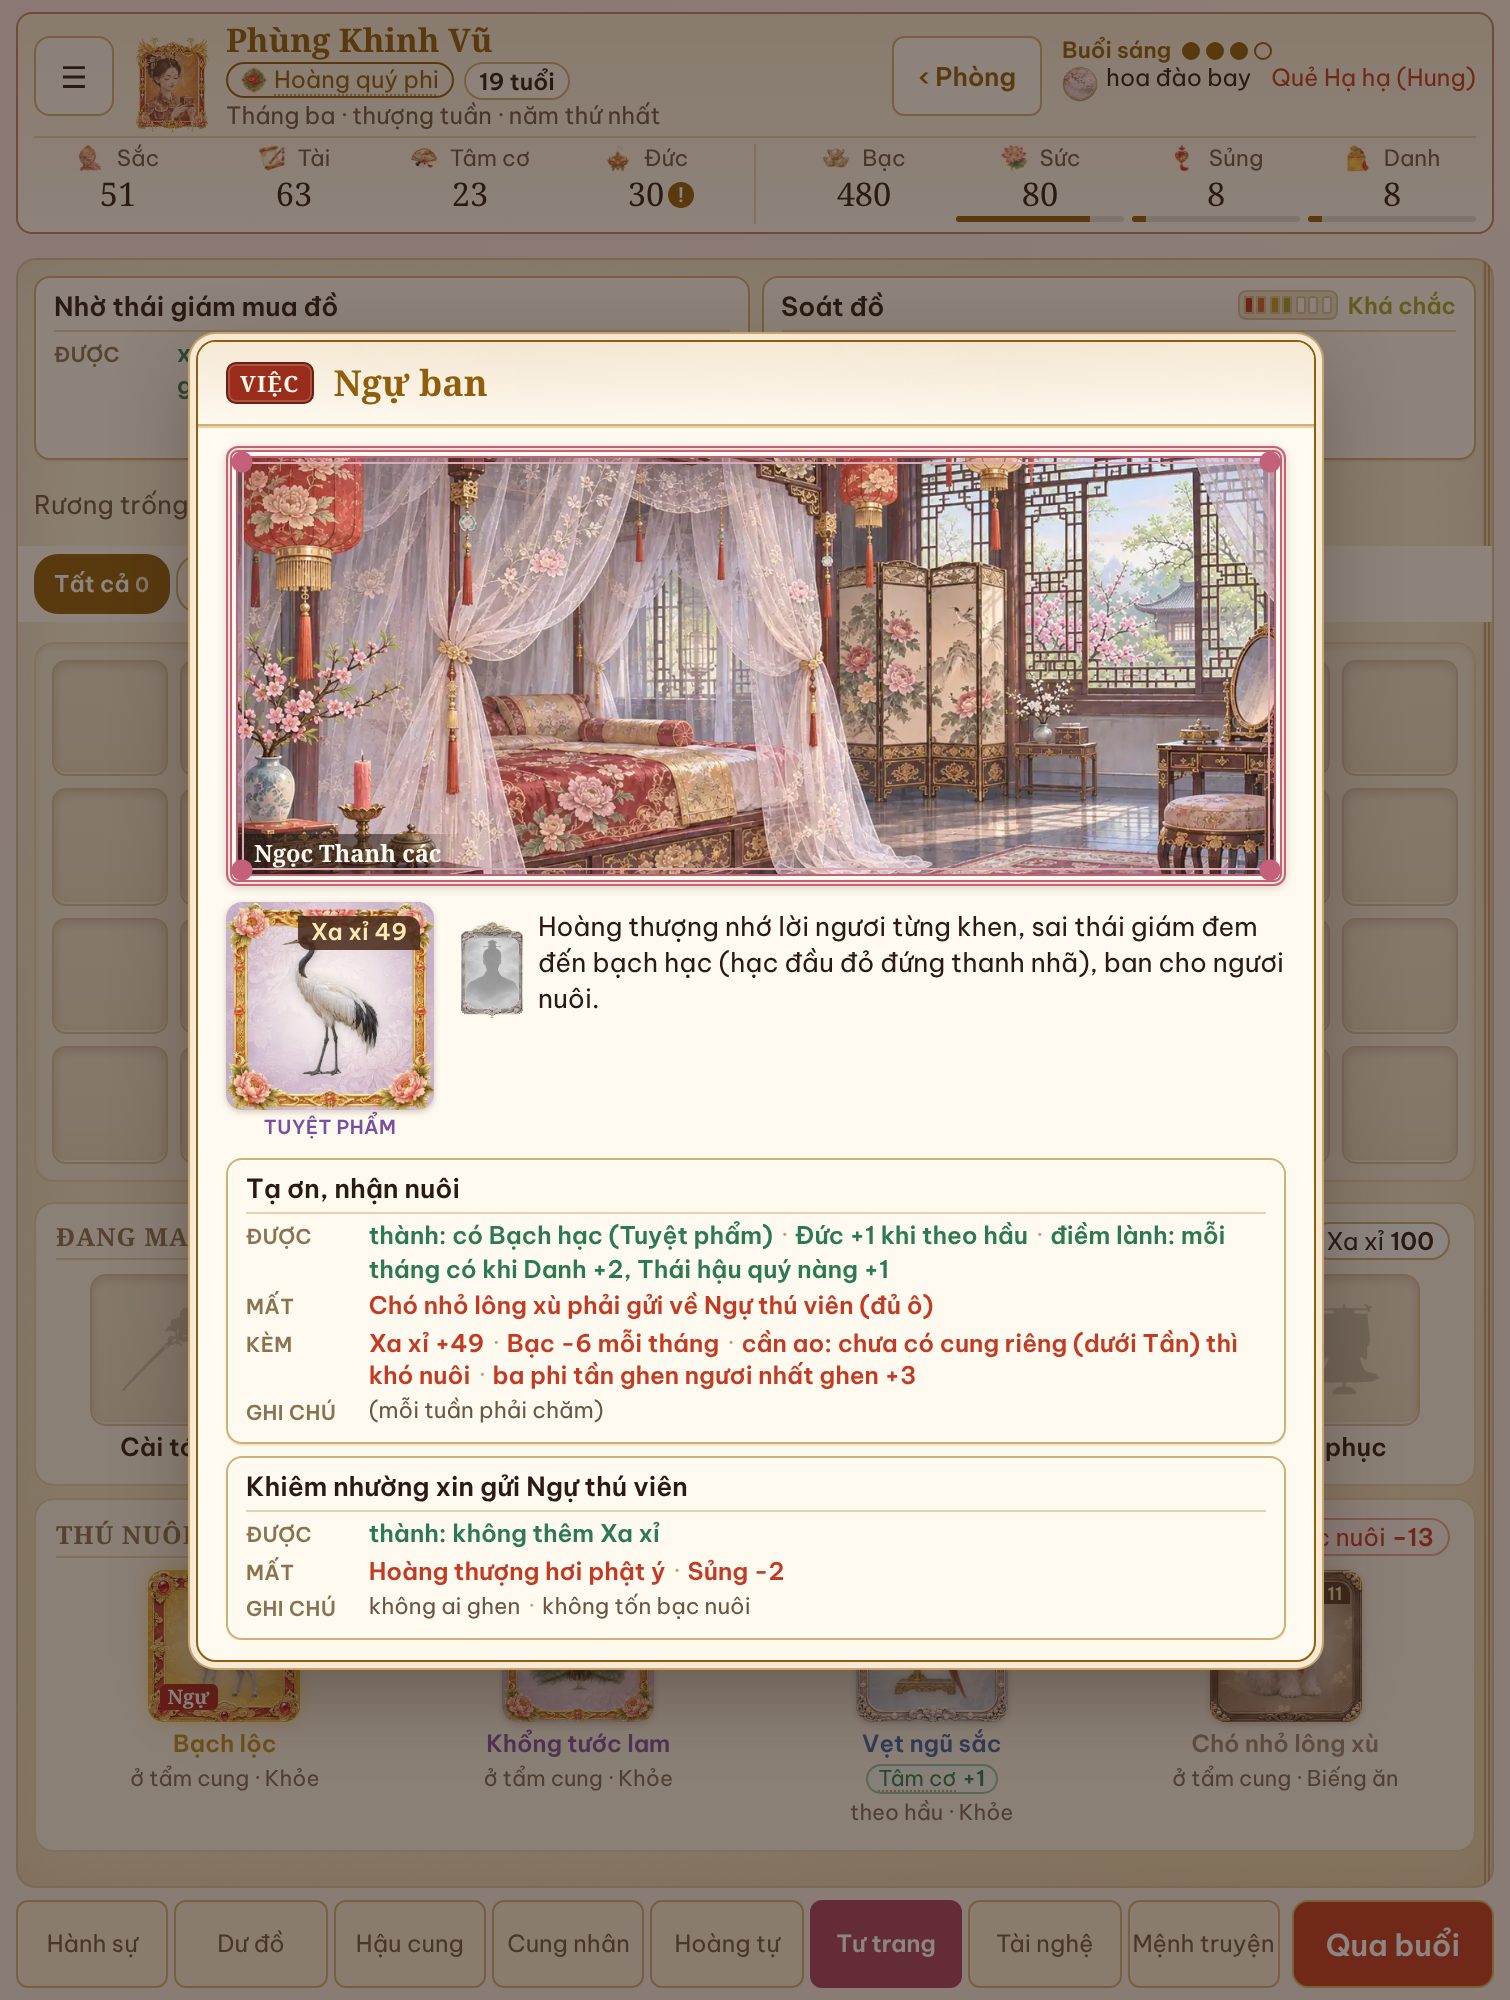 ☰
Phùng Khinh Vũ
Hoàng quý phi
19 tuổi
Tháng ba · thượng tuần · năm thứ nhất
‹ Phòng
Buổi sáng
hoa đào bay
Quẻ Hạ hạ (Hung)
Sắc
Tài
Tâm cơ
Đức
Bạc
Sức
Sủng
Danh
51
63
23
30 !
480
80
8
8
Nhờ thái giám mua đồ
ĐƯỢC
Soát đồ
Khá chắc
Rương trống
Tất cả 0
VIỆC
Ngự ban
Ngọc Thanh các
Xa xỉ 49
TUYỆT PHẨM
Hoàng thượng nhớ lời ngươi từng khen, sai thái giám đem
đến bạch hạc (hạc đầu đỏ đứng thanh nhã), ban cho ngươi
nuôi.
Tạ ơn, nhận nuôi
ĐƯỢC
thành: có Bạch hạc (Tuyệt phẩm) · Đức +1 khi theo hầu · điềm lành: mỗi
tháng có khi Danh +2, Thái hậu quý nàng +1
MẤT
Chó nhỏ lông xù phải gửi về Ngự thú viên (đủ ô)
KÈM
Xa xỉ +49 · Bạc −6 mỗi tháng · cần ao: chưa có cung riêng (dưới Tần) thì
khó nuôi · ba phi tần ghen ngươi nhất ghen +3
GHI CHÚ
(mỗi tuần phải chăm)
Khiêm nhường xin gửi Ngự thú viên
ĐƯỢC
thành: không thêm Xa xỉ
MẤT
Hoàng thượng hơi phật ý · Sủng −2
GHI CHÚ
không ai ghen · không tốn bạc nuôi
ĐANG MA
Xa xỉ 100
Cài tó
phục
THÚ NUÔI
c nuôi −13
11
Ngự
Bạch lộc
ở tẩm cung · Khỏe
Khổng tước lam
ở tẩm cung · Khỏe
Vẹt ngũ sắc
Tâm cơ +1
theo hầu · Khỏe
Chó nhỏ lông xù
ở tẩm cung · Biếng ăn
Hành sự
Dư đồ
Hậu cung
Cung nhân
Hoàng tự
Tư trang
Tài nghệ
Mệnh truyện
Qua buổi